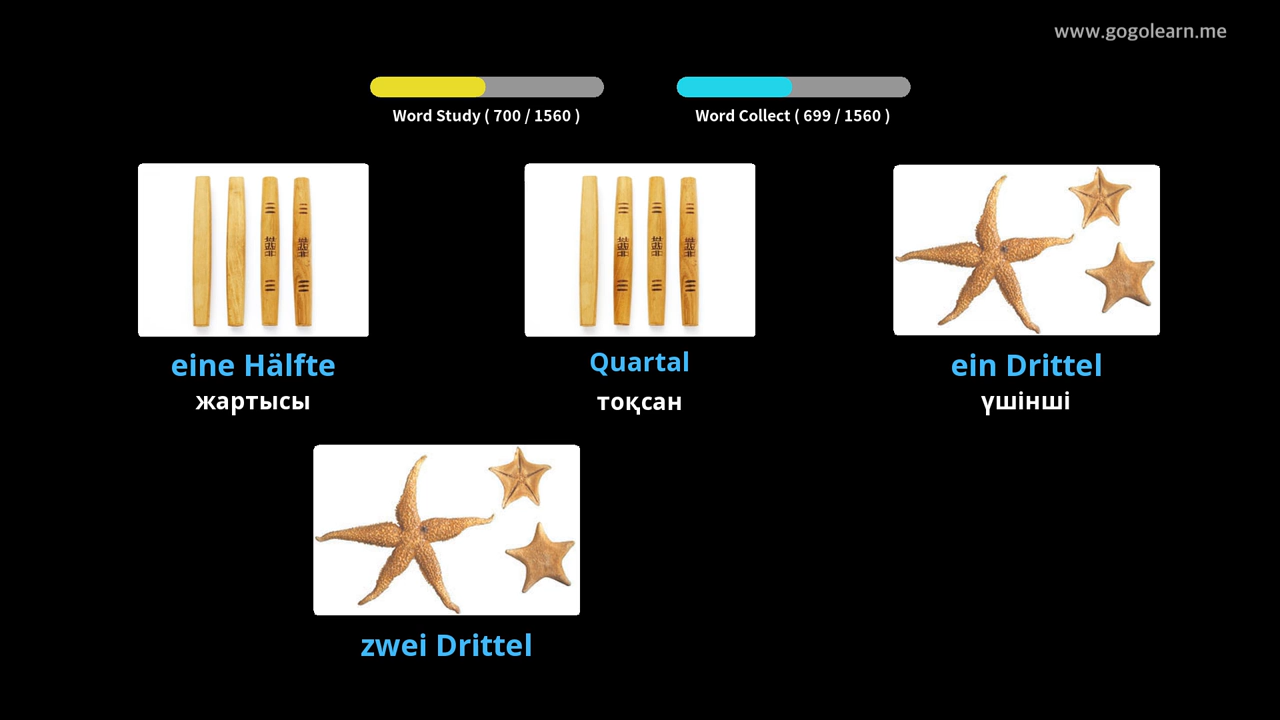 www.gogolearn.me
Word Study ( 700 / 1560 )
Word Collect ( 699 / 1560 )
eine Hälfte
жартысы
Quartal
тоқсан
ein Drittel
үшінші
zwei Drittel